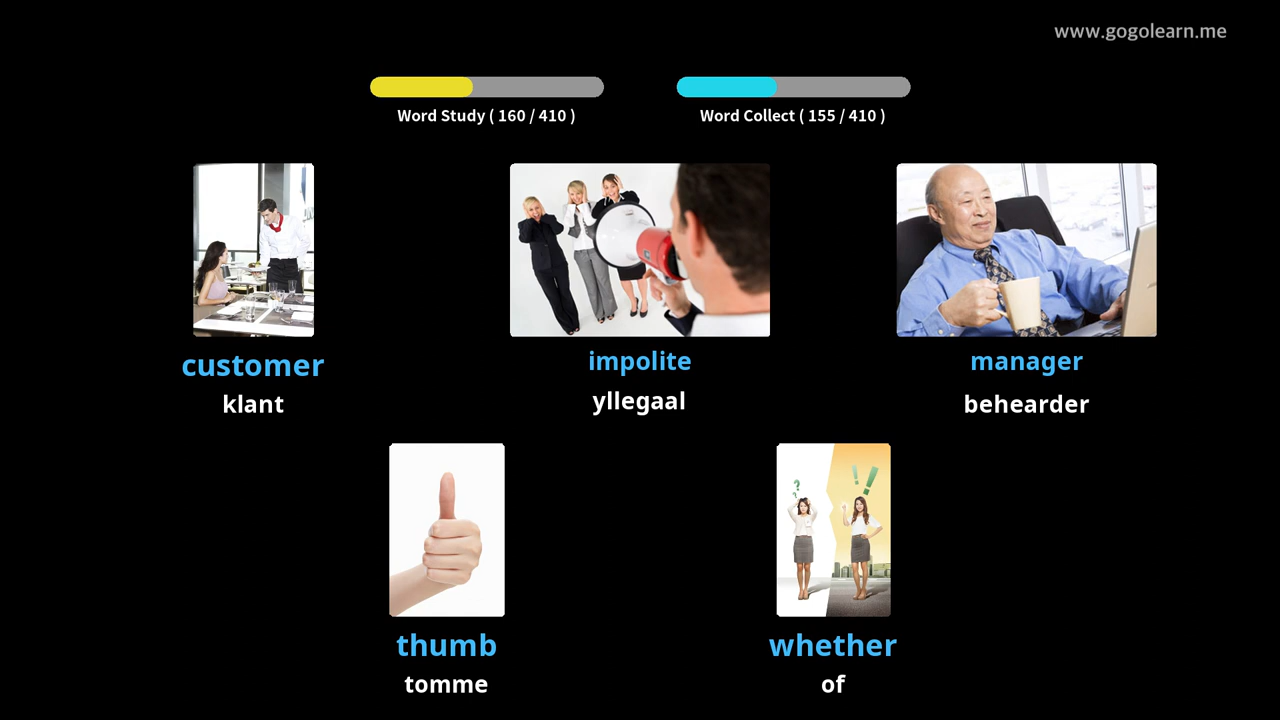 www.gogolearn.me
Word Study ( 160 / 410 )
Word Collect ( 155 / 410 )
customer
klant
impolite
yllegaal
manager
behearder
thumb
tomme
whether
of